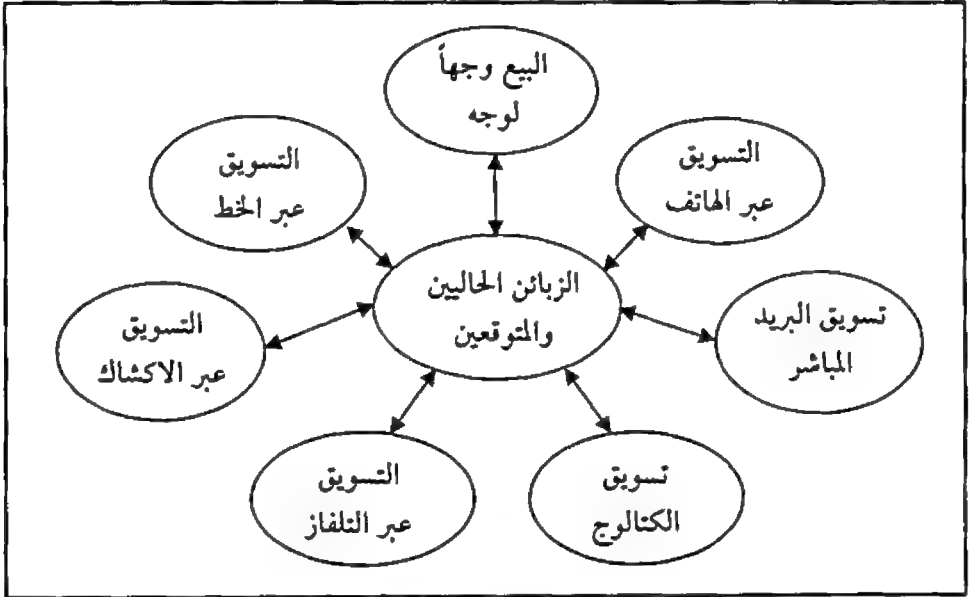 البيع وجهاً
لوجه
التسويق
عبر الهاتف
التسويق
عبر الخط
الزبائن الحاليين
والمتوقعين
تسويق البريد
المباشر
التسويق
عبر الاكشاك
تسويق
الكتالوج
التسويق
عبر التلفاز